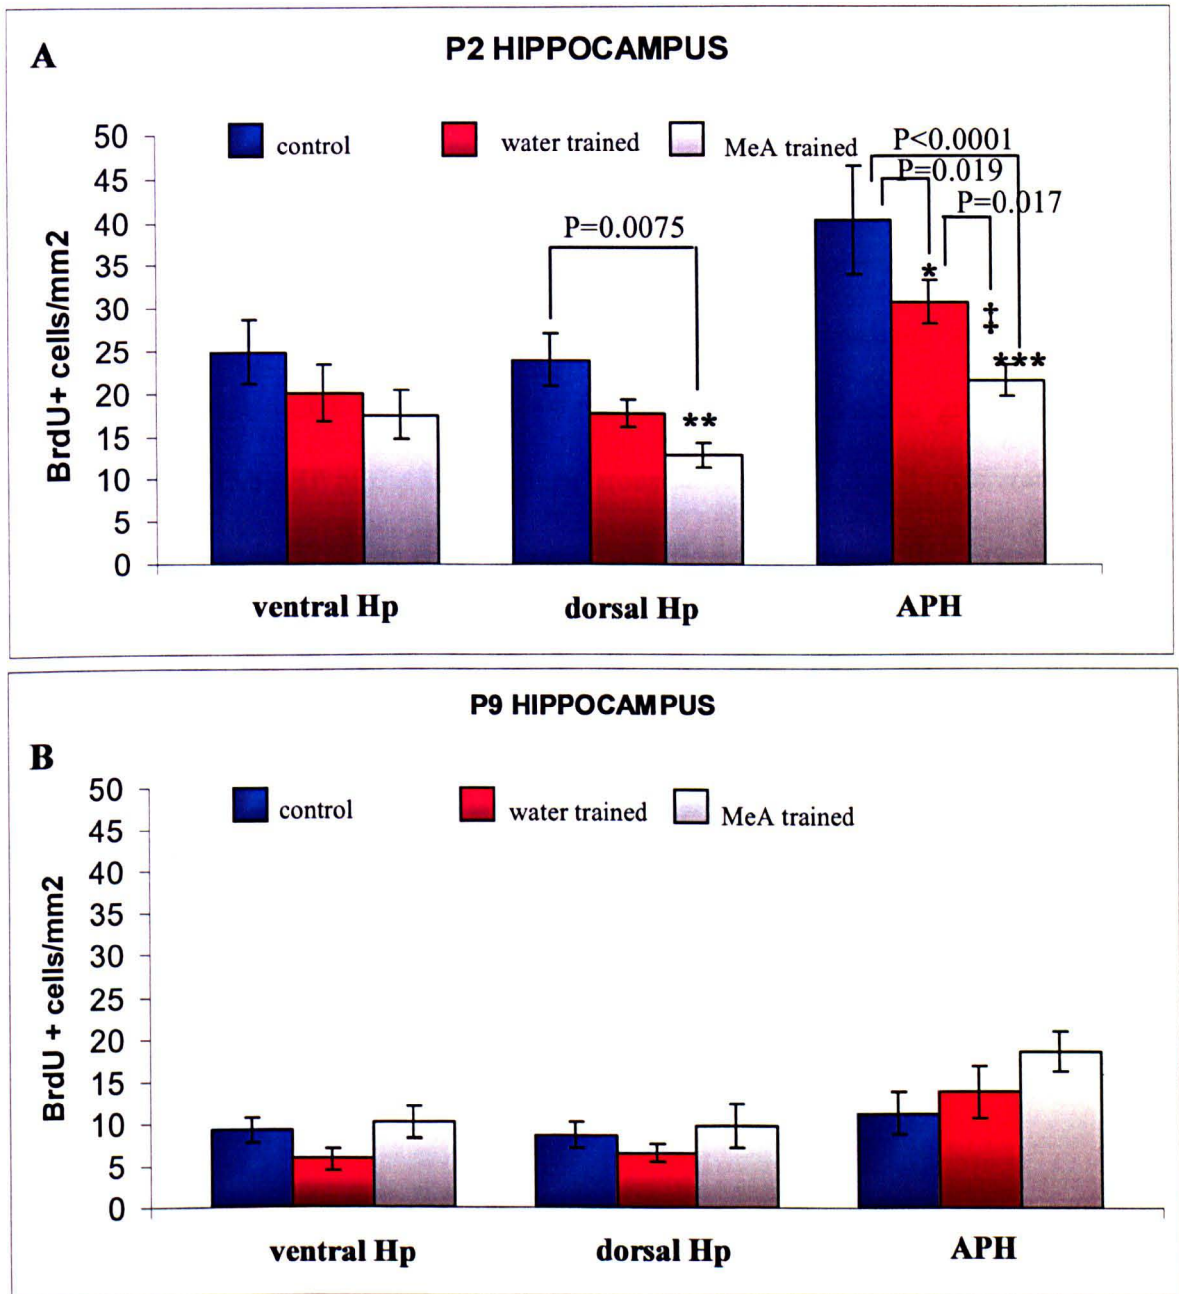 A
P2 HIPPOCAMPUS
control
water trained
MeA trained
P<0.0001
P=0.019
P=0.017
P=0.0075
*
‡
***
**
BrdU+ cells/mm2
50
45
40
35
30
25
20
15
10
5
0
ventral Hp
dorsal Hp
APH
P9 HIPPOCAMPUS
B
control
water trained
MeA trained
BrdU + cells/mm2
50
45
40
35
30
25
20
15
10
5
0
ventral Hp
dorsal Hp
APH